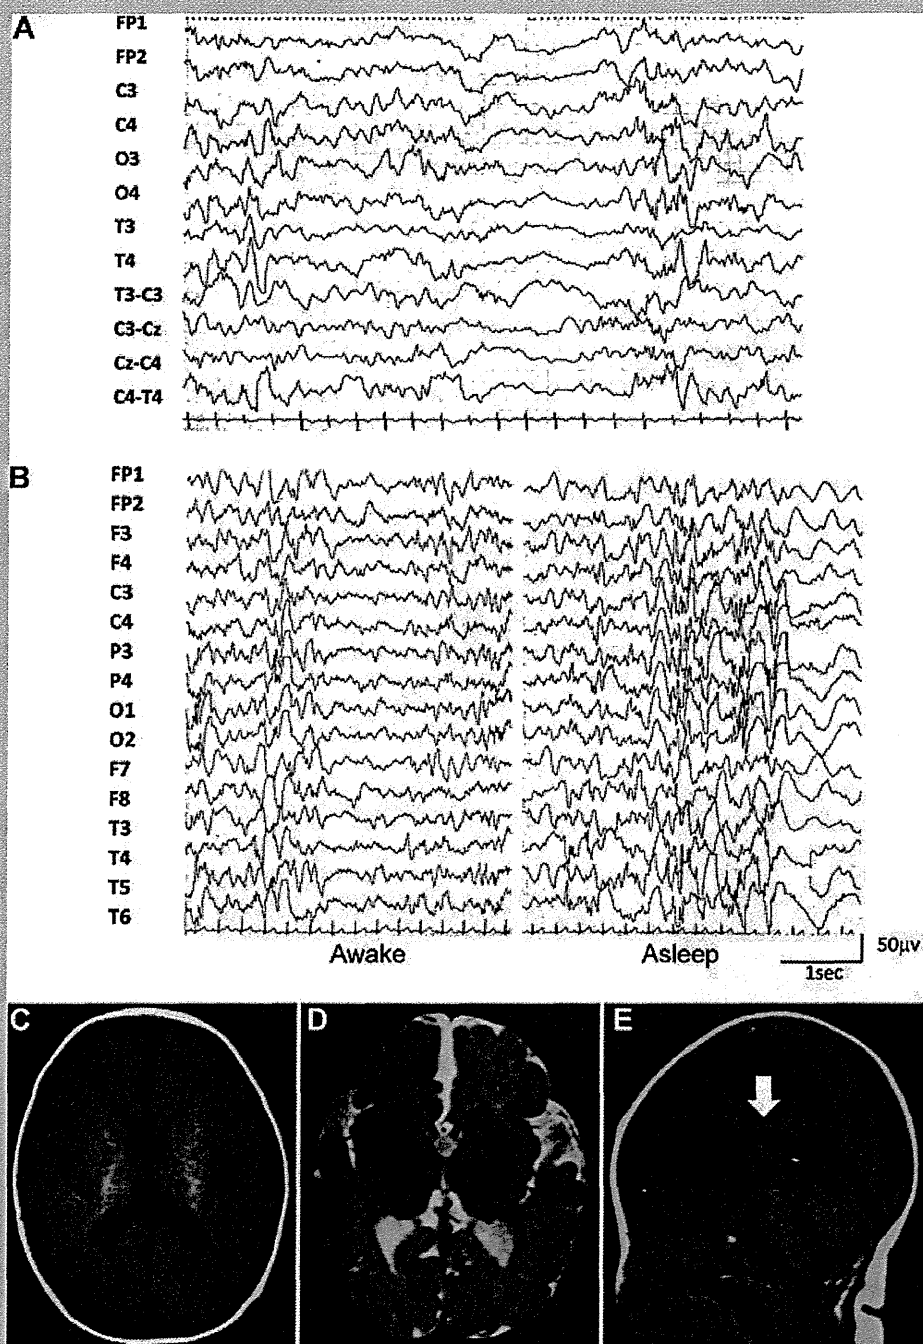 A
FP1
FP2
C3
C4
O3
O4
T3
T4
T3-C3
C3-Cz
Cz-C4
C4-T4
B
FP1
FP2
F3
F4
C3
C4
P3
P4
O1
O2
F7
F8
T3
T4
T5
T6
Awake
Asleep
50μv
1sec
C
D
E